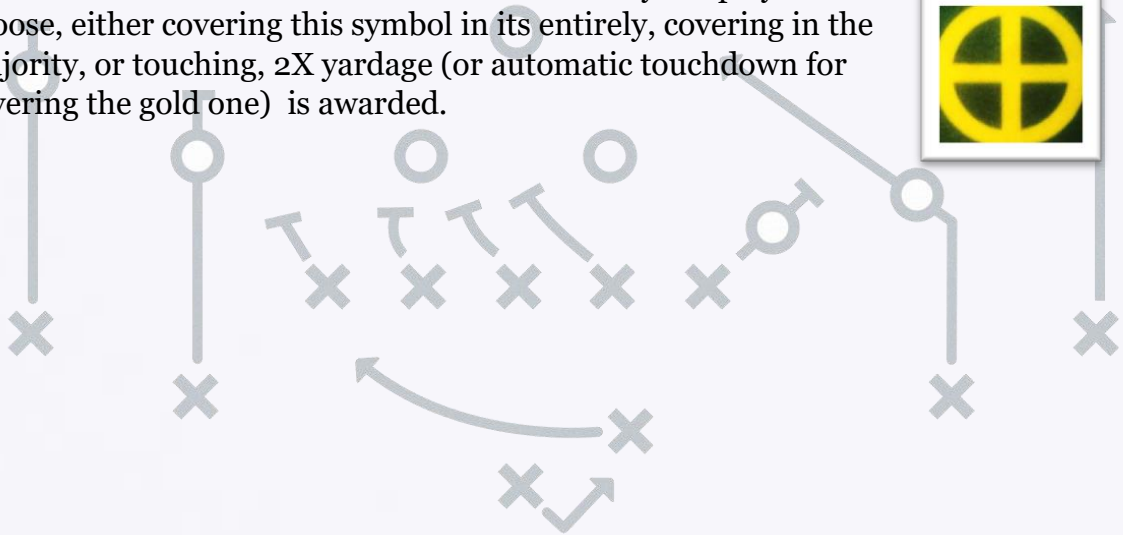 oose, either covering this symbol in its entirely, covering in the
jority, or touching, 2X yardage (or automatic touchdown for
vering the gold one) is awarded.